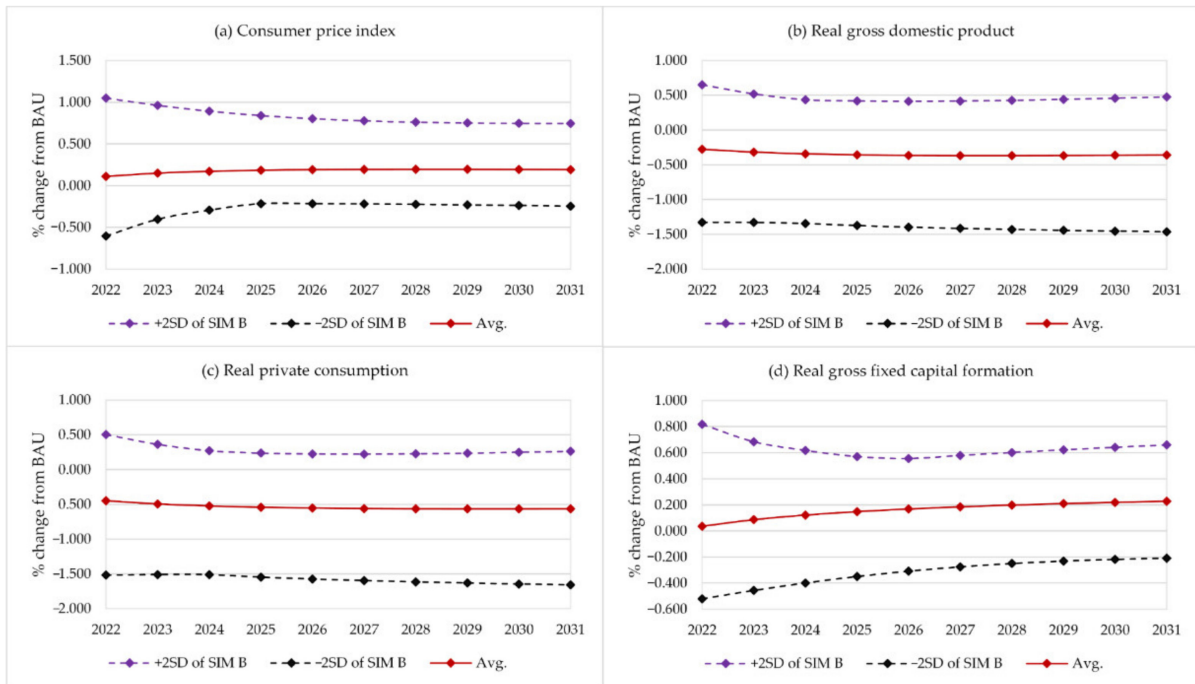 (a) Consumer price index
% change from BAU
1.500
1.000
0.500
0.000
−0.500
−1.000
2022 2023 2024 2025 2026 2027 2028 2029 2030 2031
+2SD of SIM B −2SD of SIM B Avg.
(b) Real gross domestic product
% change from BAU
1.000
0.500
0.000
−0.500
−1.000
−1.500
−2.000
2022 2023 2024 2025 2026 2027 2028 2029 2030 2031
+2SD of SIM B −2SD of SIM B Avg.
(c) Real private consumption
% change from BAU
1.000
0.500
0.000
0.500
−1.000
−1.500
−2.000
2022 2023 2024 2025 2026 2027 2028 2029 2030 2031
+2SD of SIM B −2SD of SIM B Avg.
(d) Real gross fixed capital formation
% change from BAU
1.000
0.800
0.600
0.400
0.200
0.000
−0.200
−0.400
−0.600
2022 2023 2024 2025 2026 2027 2028 2029 2030 2031
+2SD of SIM B −2SD of SIM B Avg.